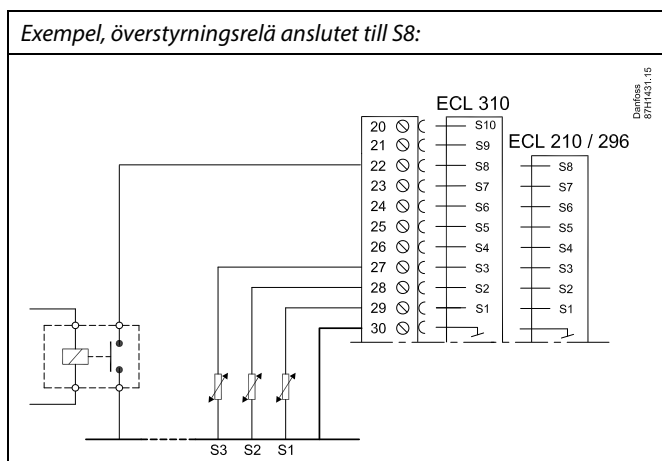 Exempel, överstyrningsrelä anslutet till S8:
Danfoss
87H1431.15
ECL 310
ECL 210 / 296
20 S10
21 S9
22 S8 S8
23 S7 S7
24 S6 S6
25 S5 S5
26 S4 S4
27 S3 S3
28 S2 S2
29 S1 S1
30
S3 S2 S1